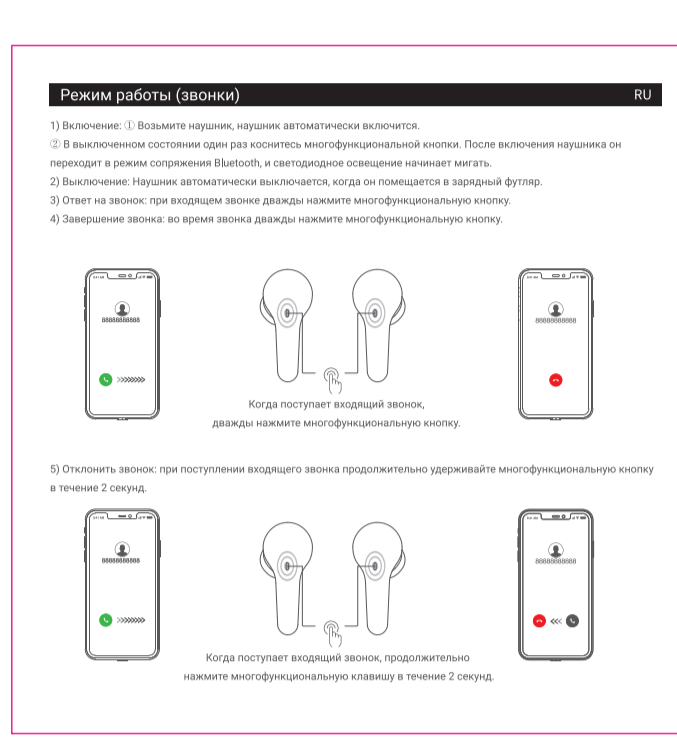 Режим работы (звонки) RU
1) Включение: ① Возьмите наушник, наушник автоматически включится.
② В выключенном состоянии один раз коснитесь многофункциональной кнопки. После включения наушника он
переходит в режим сопряжения Bluetooth, и светодиодное освещение начинает мигать.
2) Выключение: Наушник автоматически выключается, когда он помещается в зарядный футляр.
3) Ответ на звонок: при входящем звонке дважды нажмите многофункциональную кнопку.
4) Завершение звонка: во время звонка дважды нажмите многофункциональную кнопку.
88888888888
88888888888
Когда поступает входящий звонок,
дважды нажмите многофункциональную кнопку.
5) Отклонить звонок: при поступлении входящего звонка продолжительно удерживайте многофункциональную кнопку
в течение 2 секунд.
88888888888
88888888888
Когда поступает входящий звонок, продолжительно
нажмите многофункциональную клавишу в течение 2 секунд.